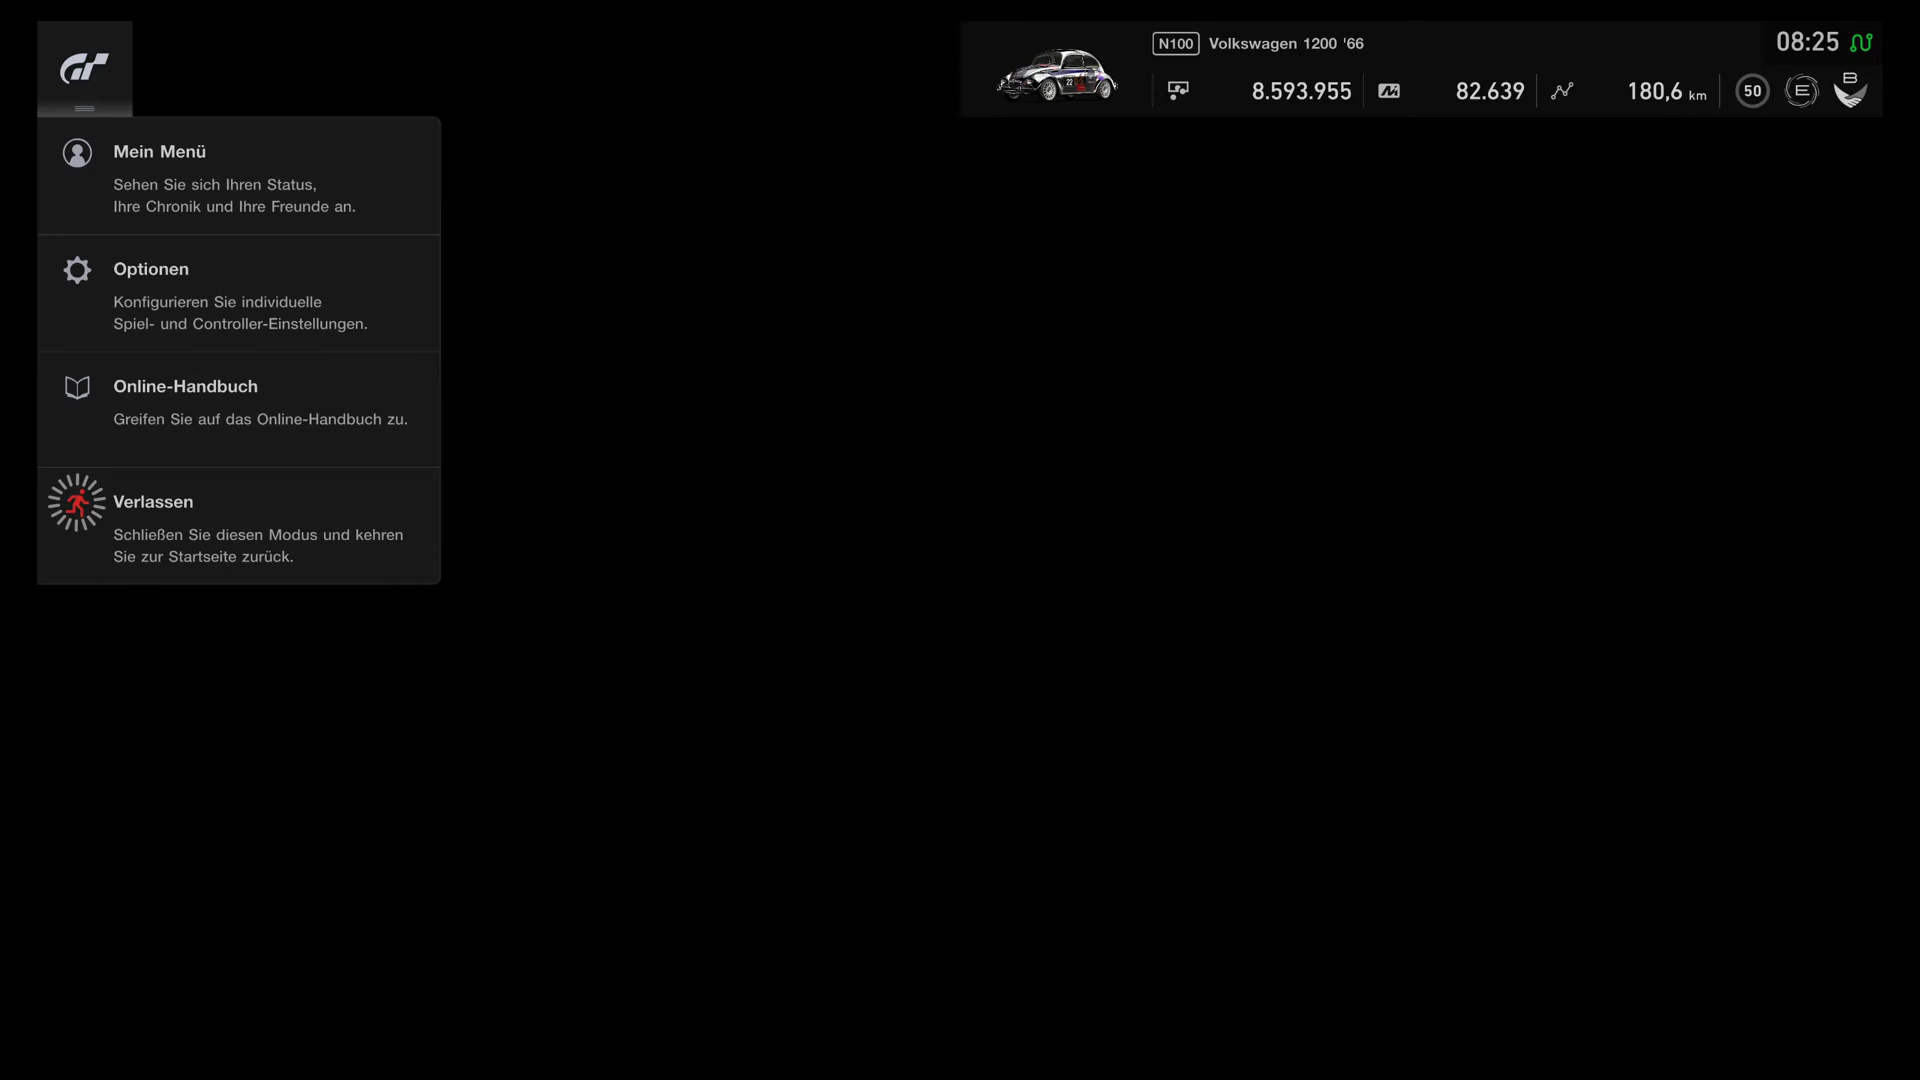 N100 Volkswagen 1200 '66
08:25
8.593.955
82.639
180,6 km
50
E
B
Mein Menü
Sehen Sie sich Ihren Status,
Ihre Chronik und Ihre Freunde an.
Optionen
Konfigurieren Sie individuelle
Spiel- und Controller-Einstellungen.
Online-Handbuch
Greifen Sie auf das Online-Handbuch zu.
Verlassen
Schließen Sie diesen Modus und kehren
Sie zur Startseite zurück.